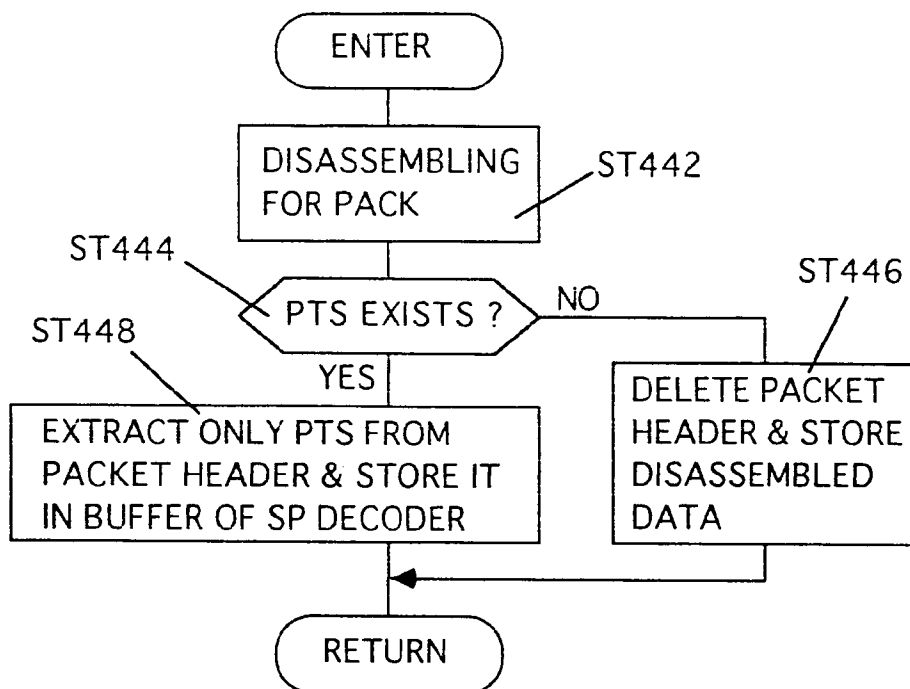 ENTER
DISASSEMBLING
FOR PACK
ST442
ST444
PTS EXISTS ?
NO
ST446
ST448
YES
EXTRACT ONLY PTS FROM
PACKET HEADER & STORE IT
IN BUFFER OF SP DECODER
DELETE PACKET
HEADER & STORE
DISASSEMBLED
DATA
RETURN